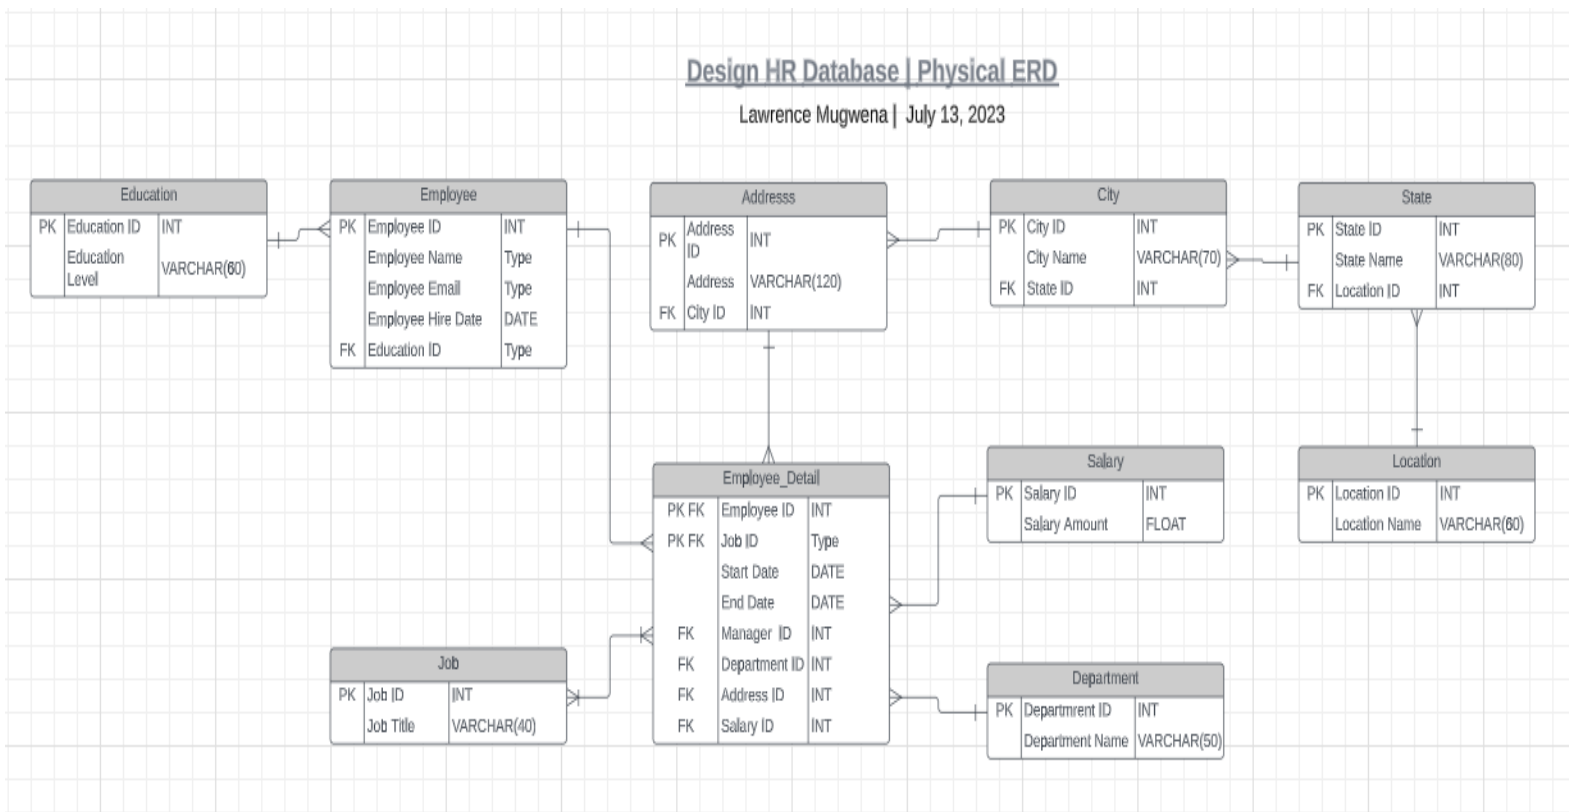 Design HR Database | Physical ERD
Lawrence Mugwena | July 13, 2023
Education
PK Education ID INT
Education Level VARCHAR(60)
Employee
PK Employee ID INT
Employee Name Type
Employee Email Type
Employee Hire Date DATE
FK Education ID Type
Addresss
PK Address ID INT
Address VARCHAR(120)
FK City ID INT
City
PK City ID INT
City Name VARCHAR(70)
FK State ID INT
State
PK State ID INT
State Name VARCHAR(80)
FK Location ID INT
Employee_Detail
PK FK Employee ID INT
PK FK Job ID Type
Start Date DATE
End Date DATE
FK Manager ID INT
FK Department ID INT
FK Address ID INT
FK Salary ID INT
Salary
PK Salary ID INT
Salary Amount FLOAT
Location
PK Location ID INT
Location Name VARCHAR(60)
Job
PK Job ID INT
Job Title VARCHAR(40)
Department
PK Departmrent ID INT
Department Name VARCHAR(50)